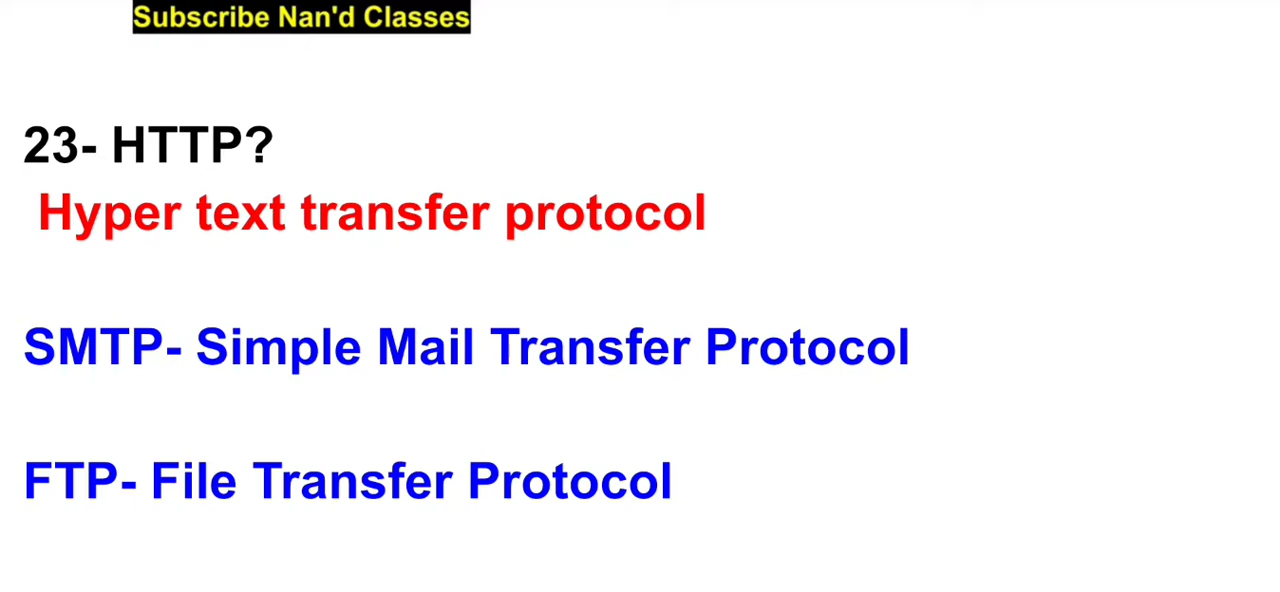 Subscribe Nan'd Classes
23- HTTP?
Hyper text transfer protocol
SMTP- Simple Mail Transfer Protocol
FTP- File Transfer Protocol